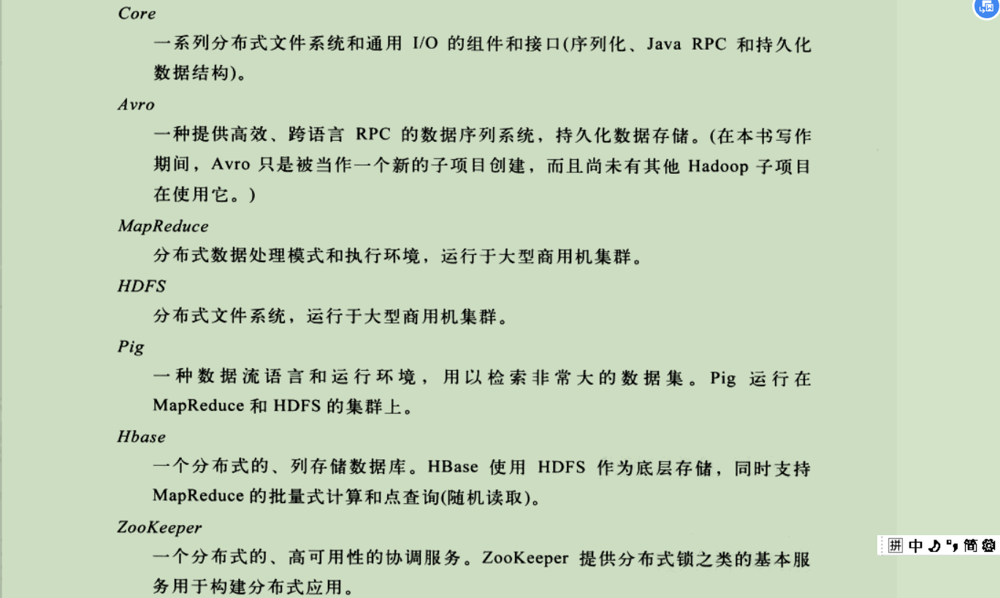 Core
一系列分布式文件系统和通用 I/O 的组件和接口(序列化、Java RPC 和持久化
数据结构)。
Avro
一种提供高效、跨语言 RPC 的数据序列系统，持久化数据存储。(在本书写作
期间，Avro 只是被当作一个新的子项目创建，而且尚未有其他 Hadoop 子项目
在使用它。)
MapReduce
分布式数据处理模式和执行环境，运行于大型商用机集群。
HDFS
分布式文件系统，运行于大型商用机集群。
Pig
一种数据流语言和运行环境，用以检索非常大的数据集。Pig 运行在
MapReduce 和 HDFS 的集群上。
Hbase
一个分布式的、列存储数据库。HBase 使用 HDFS 作为底层存储，同时支持
MapReduce 的批量式计算和点查询(随机读取)。
ZooKeeper
一个分布式的、高可用性的协调服务。ZooKeeper 提供分布式锁之类的基本服
务用于构建分布式应用。
拼 中 简